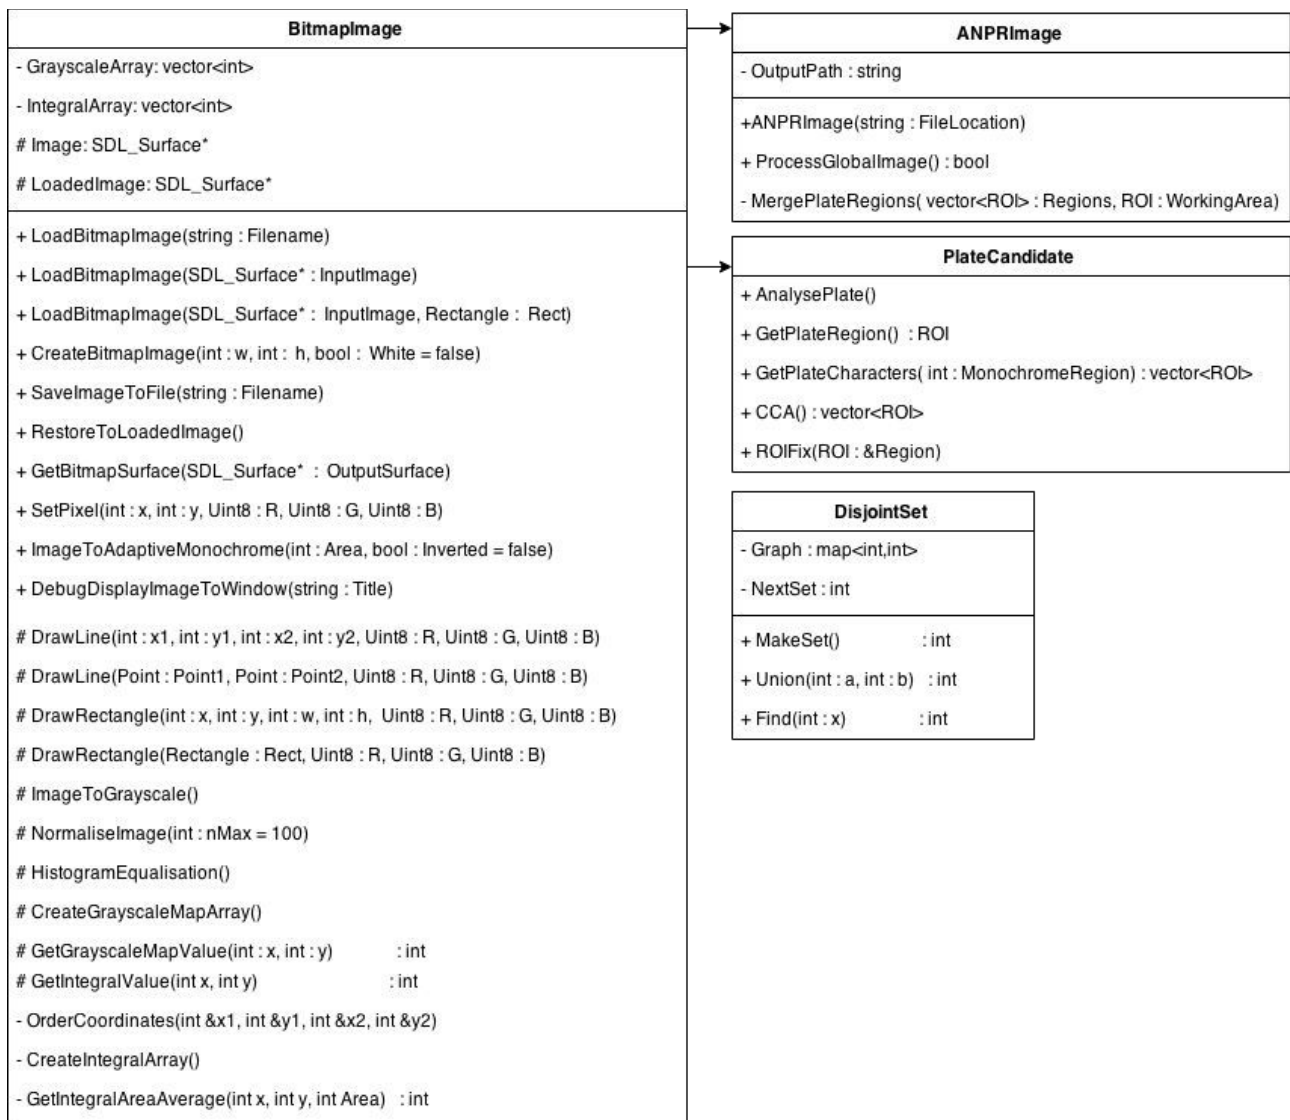 BitmapImage
- GrayscaleArray: vector<int>
- IntegralArray: vector<int>
# Image: SDL_Surface*
# LoadedImage: SDL_Surface*
+ LoadBitmapImage(string : Filename)
+ LoadBitmapImage(SDL_Surface* : InputImage)
+ LoadBitmapImage(SDL_Surface* : InputImage, Rectangle : Rect)
+ CreateBitmapImage(int : w, int : h, bool : White = false)
+ SaveImageToFile(string : Filename)
+ RestoreToLoadedImage()
+ GetBitmapSurface(SDL_Surface* : OutputSurface)
+ SetPixel(int : x, int : y, Uint8 : R, Uint8 : G, Uint8 : B)
+ ImageToAdaptiveMonochrome(int : Area, bool : Inverted = false)
+ DebugDisplayImageToWindow(string : Title)
# DrawLine(int : x1, int : y1, int : x2, int : y2, Uint8 : R, Uint8 : G, Uint8 : B)
# DrawLine(Point : Point1, Point : Point2, Uint8 : R, Uint8 : G, Uint8 : B)
# DrawRectangle(int : x, int : y, int : w, int : h, Uint8 : R, Uint8 : G, Uint8 : B)
# DrawRectangle(Rectangle : Rect, Uint8 : R, Uint8 : G, Uint8 : B)
# ImageToGrayscale()
# NormaliseImage(int : nMax = 100)
# HistogramEqualisation()
# CreateGrayscaleMapArray()
# GetGrayscaleMapValue(int : x, int : y) : int
# GetIntegralValue(int x, int y) : int
- OrderCoordinates(int &x1, int &y1, int &x2, int &y2)
- CreateIntegralArray()
- GetIntegralAreaAverage(int x, int y, int Area) : int
ANPRImage
- OutputPath : string
+ANPRImage(string : FileLocation)
+ ProcessGlobalImage() : bool
- MergePlateRegions( vector<ROI> : Regions, ROI : WorkingArea)
PlateCandidate
+ AnalysePlate()
+ GetPlateRegion() : ROI
+ GetPlateCharacters( int : MonochromeRegion) : vector<ROI>
+ CCA() : vector<ROI>
+ ROIFix(ROI : &Region)
DisjointSet
- Graph : map<int,int>
- NextSet : int
+ MakeSet() : int
+ Union(int : a, int : b) : int
+ Find(int : x) : int